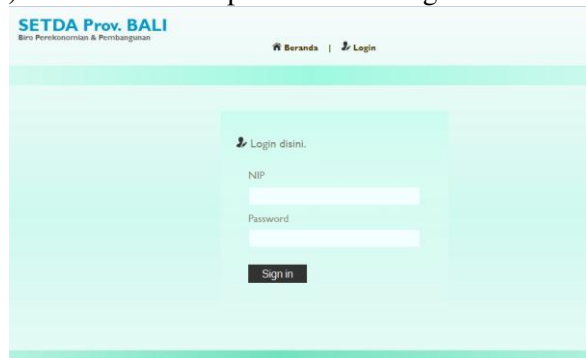 SETDA Prov. BALI
Biro Perekonomian & Pembangunan
Beranda | Login
Login disini.
NIP
Password
Sign in